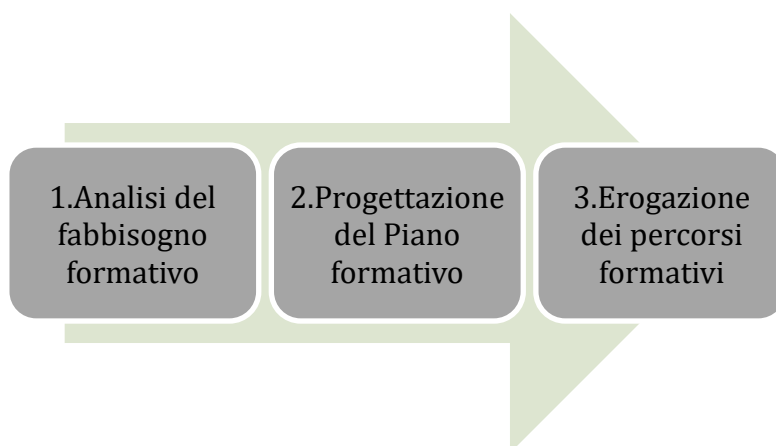 1.Analisi del
fabbisogno
formativo
2.Progettazione
del Piano
formativo
3.Erogazione
dei percorsi
formativi